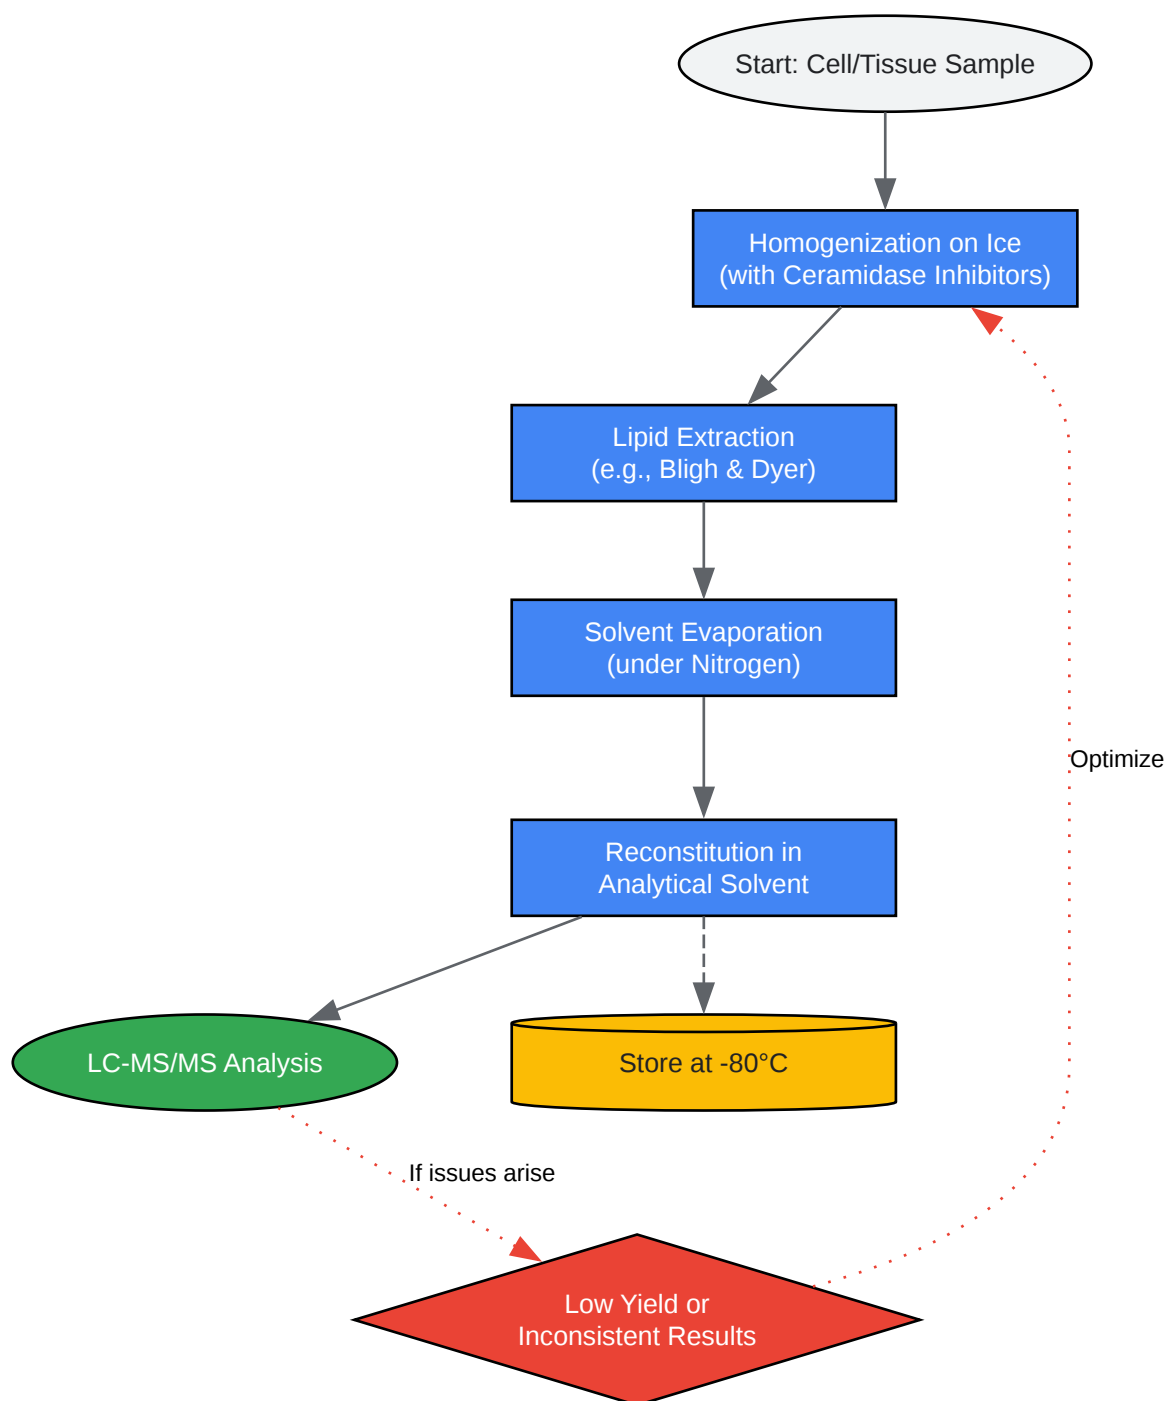 Start: Cell/Tissue Sample
Homogenization on Ice
(with Ceramidase Inhibitors)
Lipid Extraction
(e.g., Bligh & Dyer)
Solvent Evaporation
(under Nitrogen)
Optimize
Reconstitution in
Analytical Solvent
LC-MS/MS Analysis
Store at -80°C
If issues arise
Low Yield or
Inconsistent Results